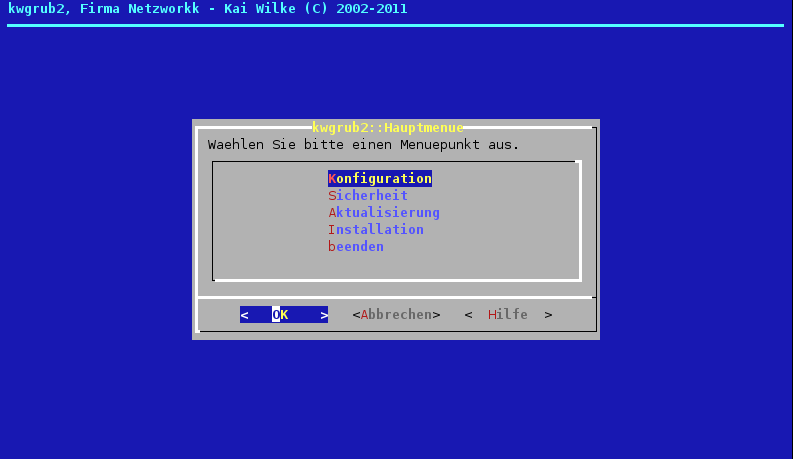 kwgrub2, Firma Netzworkk - Kai Wilke (C) 2002-2011
kwgrub2::Hauptmenue
Waehlen Sie bitte einen Menuepunkt aus.
Konfiguration
Sicherheit
Aktualisierung
Installation
beenden
< OK > <Abbrechen> < Hilfe >